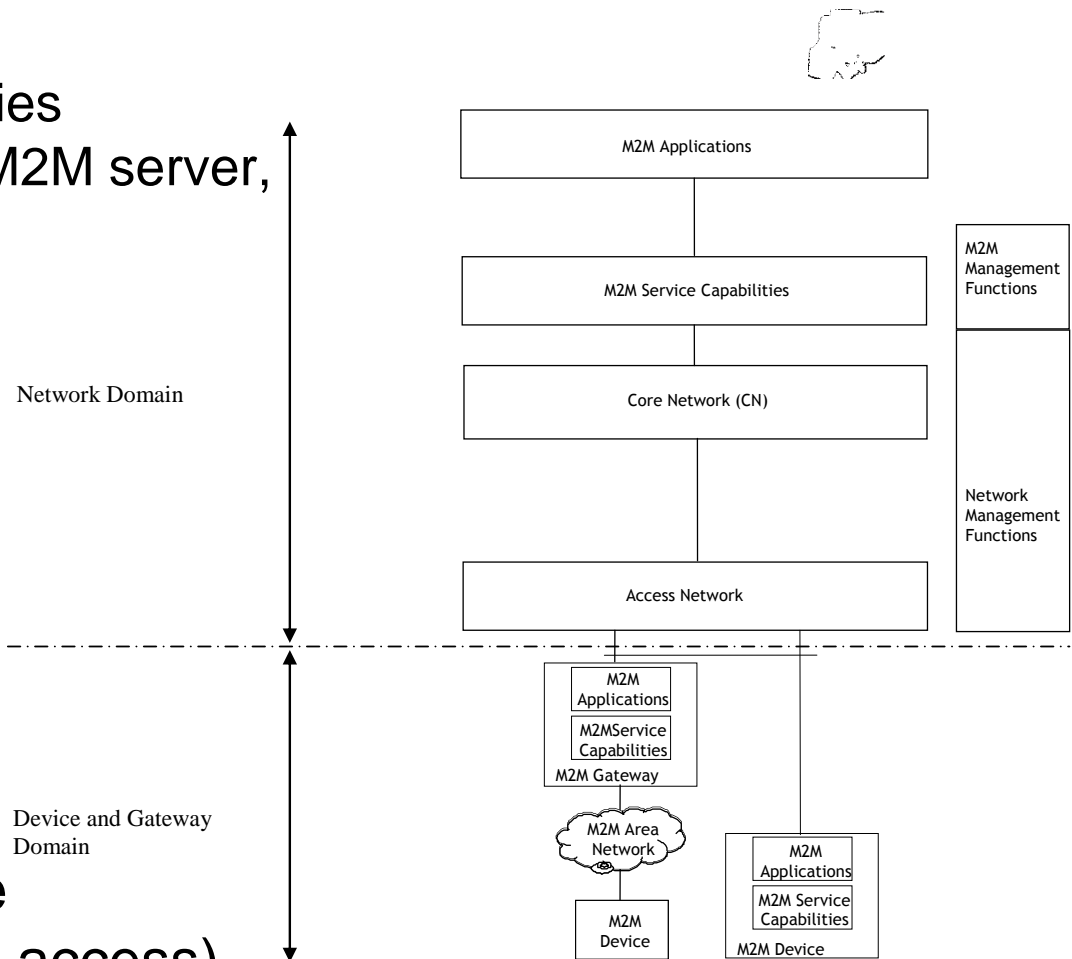 ies
M2M server,
M2M Applications
M2M Service Capabilities
M2M
Management
Functions
Network Domain
Core Network (CN)
Network
Management
Functions
Access Network
M2M
Applications
M2MService
Capabilities
M2M Gateway
Device and Gateway
Domain
M2M Area
Network
M2M
Device
M2M
Applications
M2M Service
Capabilities
M2M Device
e
access)